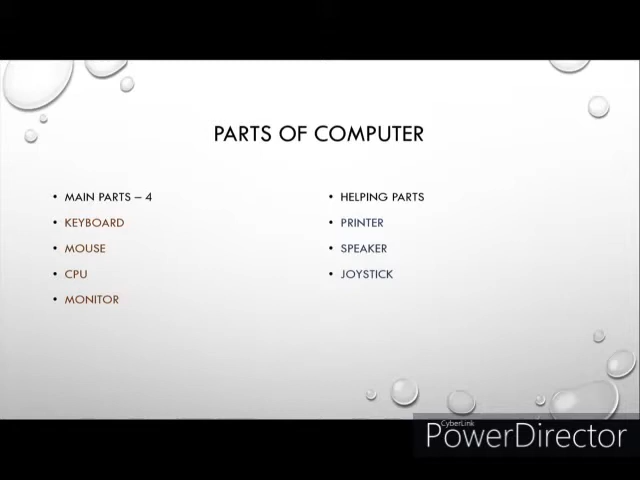 PARTS OF COMPUTER
• MAIN PARTS – 4
• KEYBOARD
• MOUSE
• CPU
• MONITOR
• HELPING PARTS
• PRINTER
• SPEAKER
• JOYSTICK
CyberLink
PowerDirector